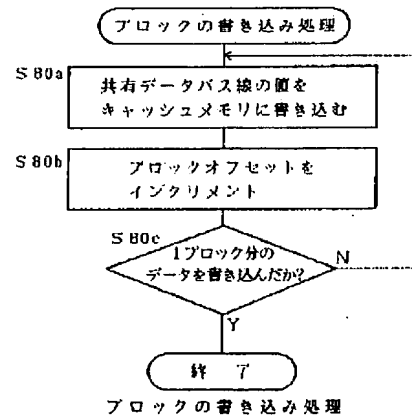 ブロックの書き込み処理
S80a
共有データバス線の値を
キャッシュメモリに書き込む
S80b
ブロックオフセットを
インクリメント
S80c
1ブロック分の
データを書き込んだか?
N
Y
終 了
ブロックの書き込み処理